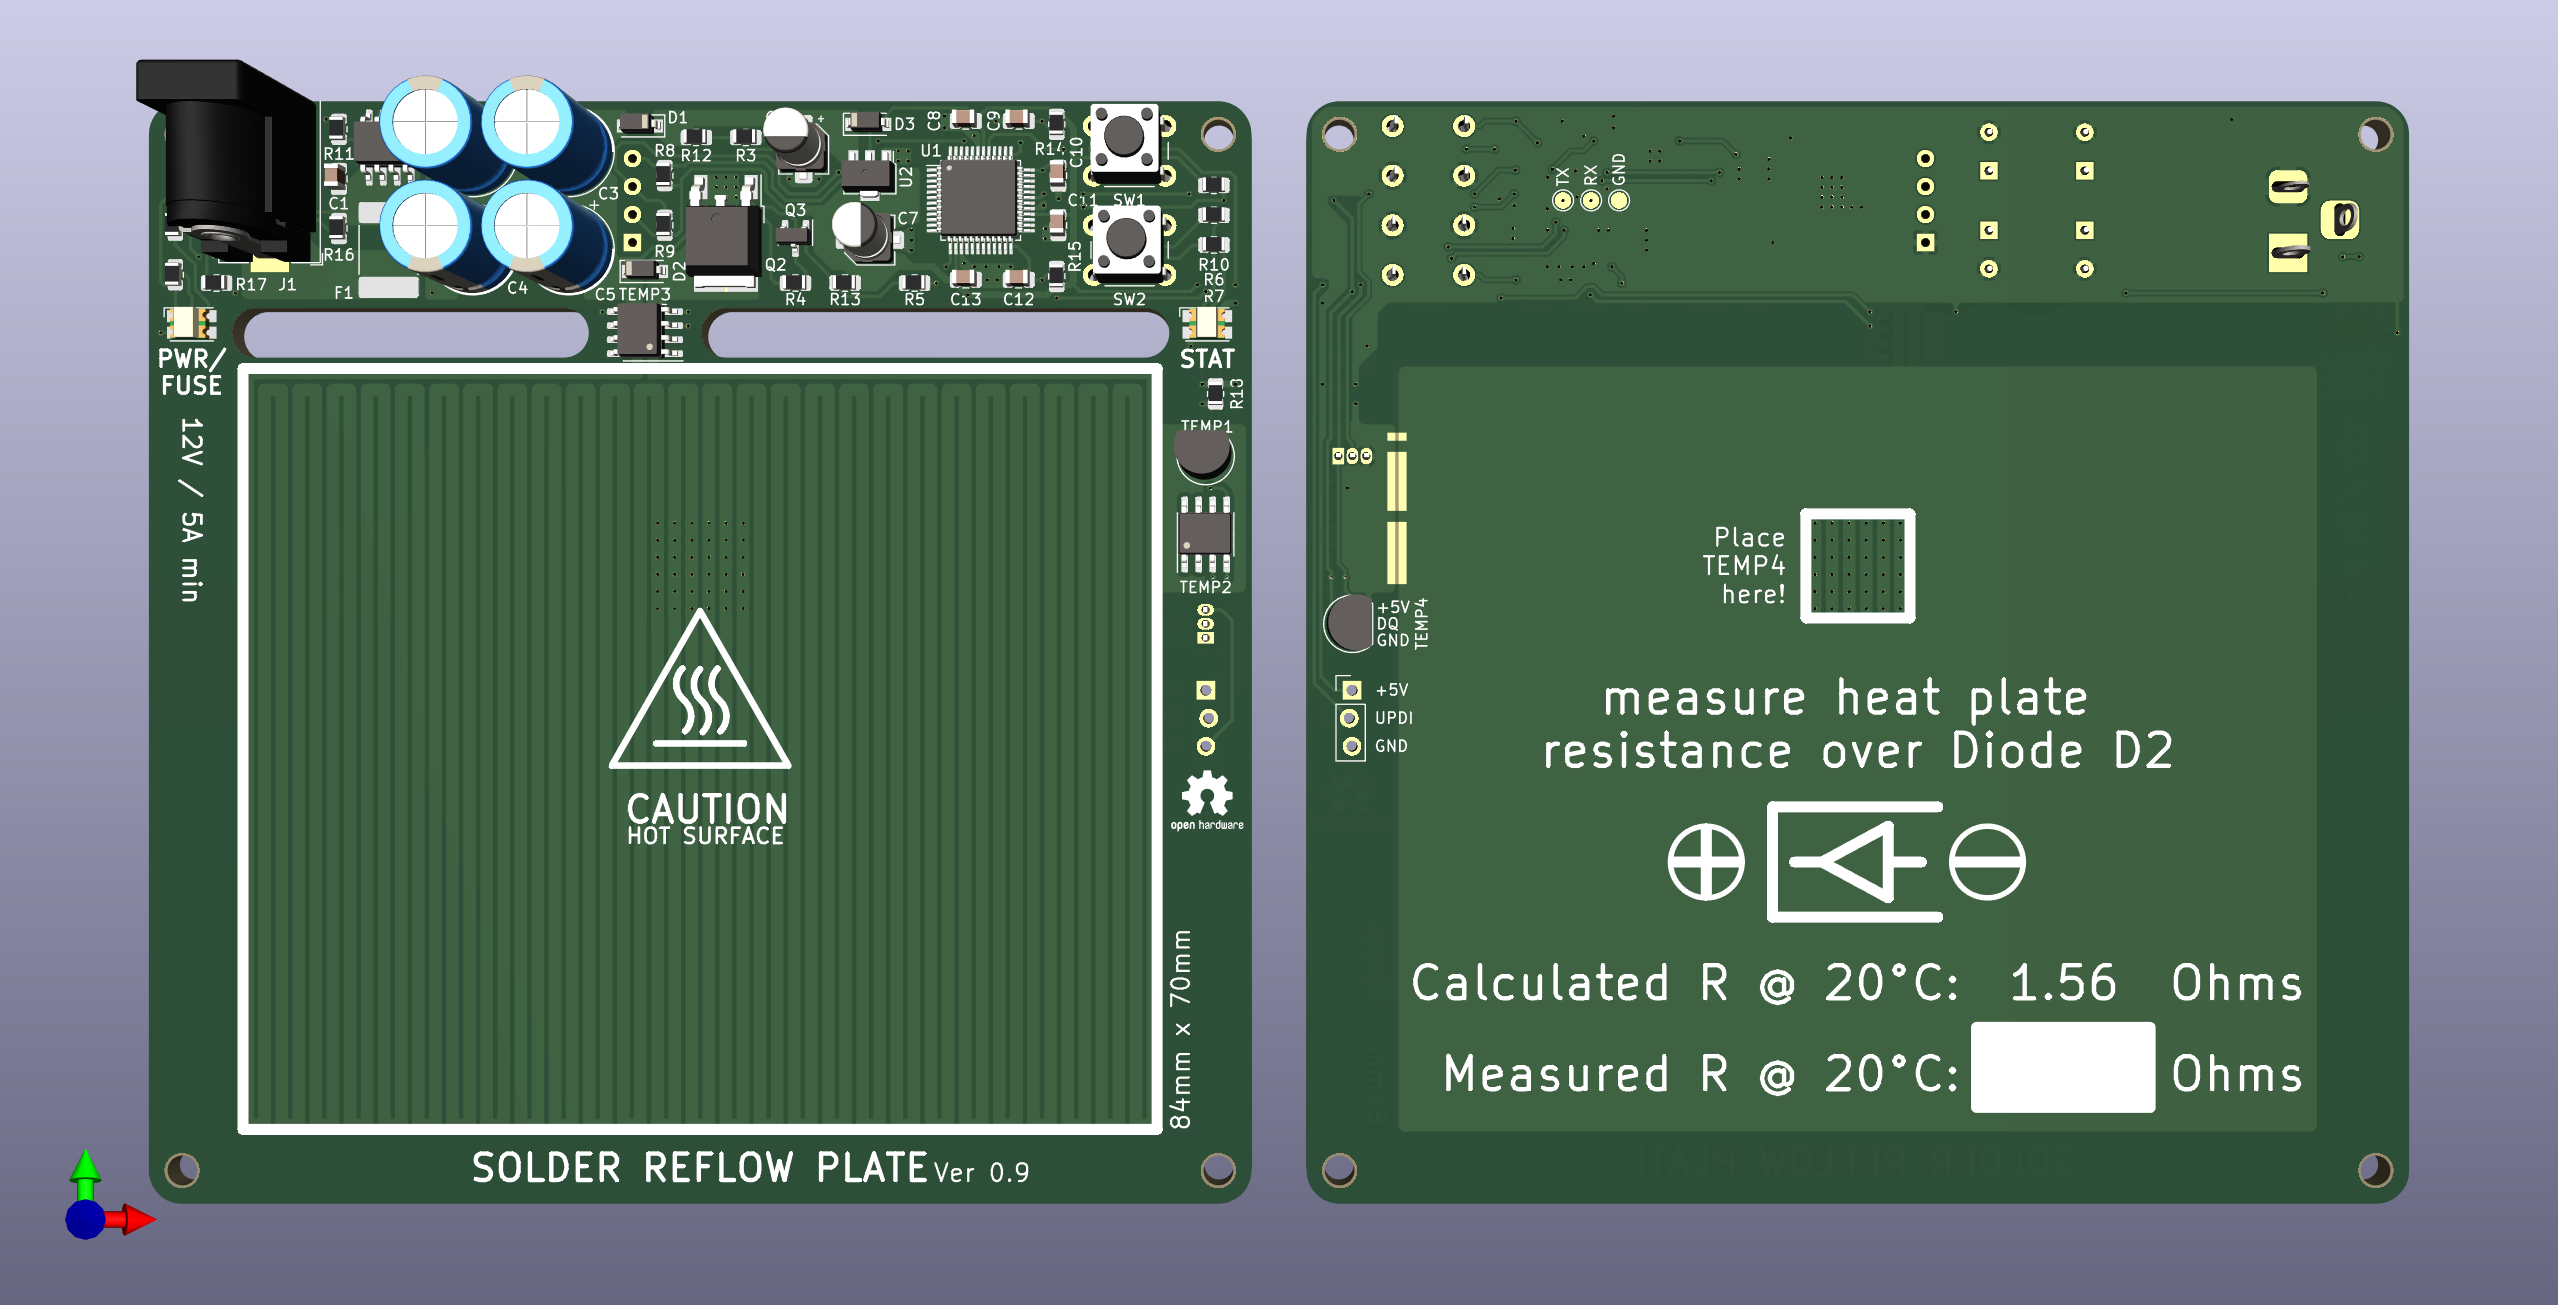 D1
R11
C1
R16
R17
J1
F1
C4
C5
C3
R8
R9
D2
R12
R3
D3
C8
C9
U1
U2
Q3
Q2
C7
R4
R13
R5
C13
C12
R14
C10
C11
R15
SW1
SW2
R10
R6
R7
TEMP3
PWR/
FUSE
STAT
12V / 5A min
TEMP1
TEMP2
CAUTION
HOT SURFACE
open hardware
84mm x 70mm
SOLDER REFLOW PLATE Ver 0.9
TX
RX
GND
Place
TEMP4
here!
+5V
DQ
GND
TEMP4
+5V
UPDI
GND
measure heat plate
resistance over Diode D2
Calculated R @ 20°C: 1.56 Ohms
Measured R @ 20°C: Ohms